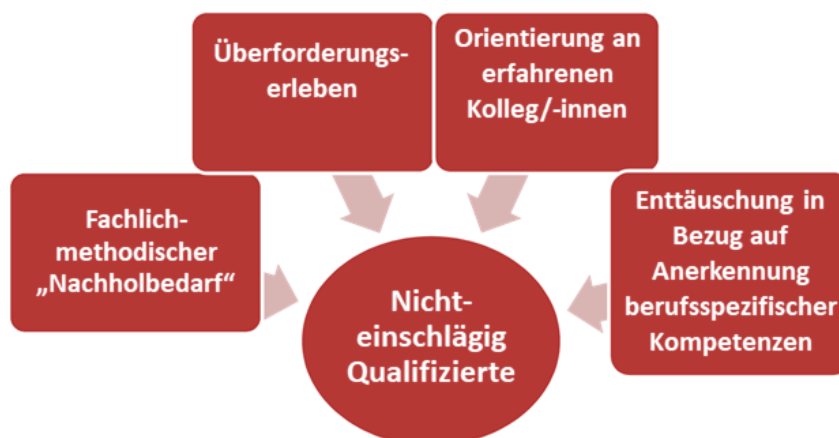 Überforderungs-
erleben
Orientierung an
erfahrenen
Kolleg/-innen
Fachlich-
methodischer
„Nachholbedarf“
Enttäuschung in
Bezug auf
Anerkennung
berufsspezifischer
Kompetenzen
Nicht-
einschlägig
Qualifizierte